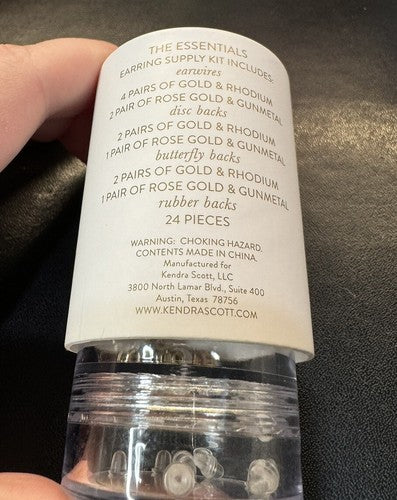 THE ESSENTIALS
EARRING SUPPLY KIT INCLUDES:
earwires
4 PAIRS OF GOLD & RHODIUM
2 PAIR OF ROSE GOLD & GUNMETAL
disc backs
2 PAIRS OF GOLD & RHODIUM
1 PAIR OF ROSE GOLD & GUNMETAL
butterfly backs
2 PAIRS OF GOLD & RHODIUM
1 PAIR OF ROSE GOLD & GUNMETAL
rubber backs
24 PIECES
WARNING: CHOKING HAZARD.
CONTENTS MADE IN CHINA.
Manufactured for
Kendra Scott, LLC
3800 North Lamar Blvd., Suite 400
Austin, Texas 78756
WWW.KENDRASCOTT.COM